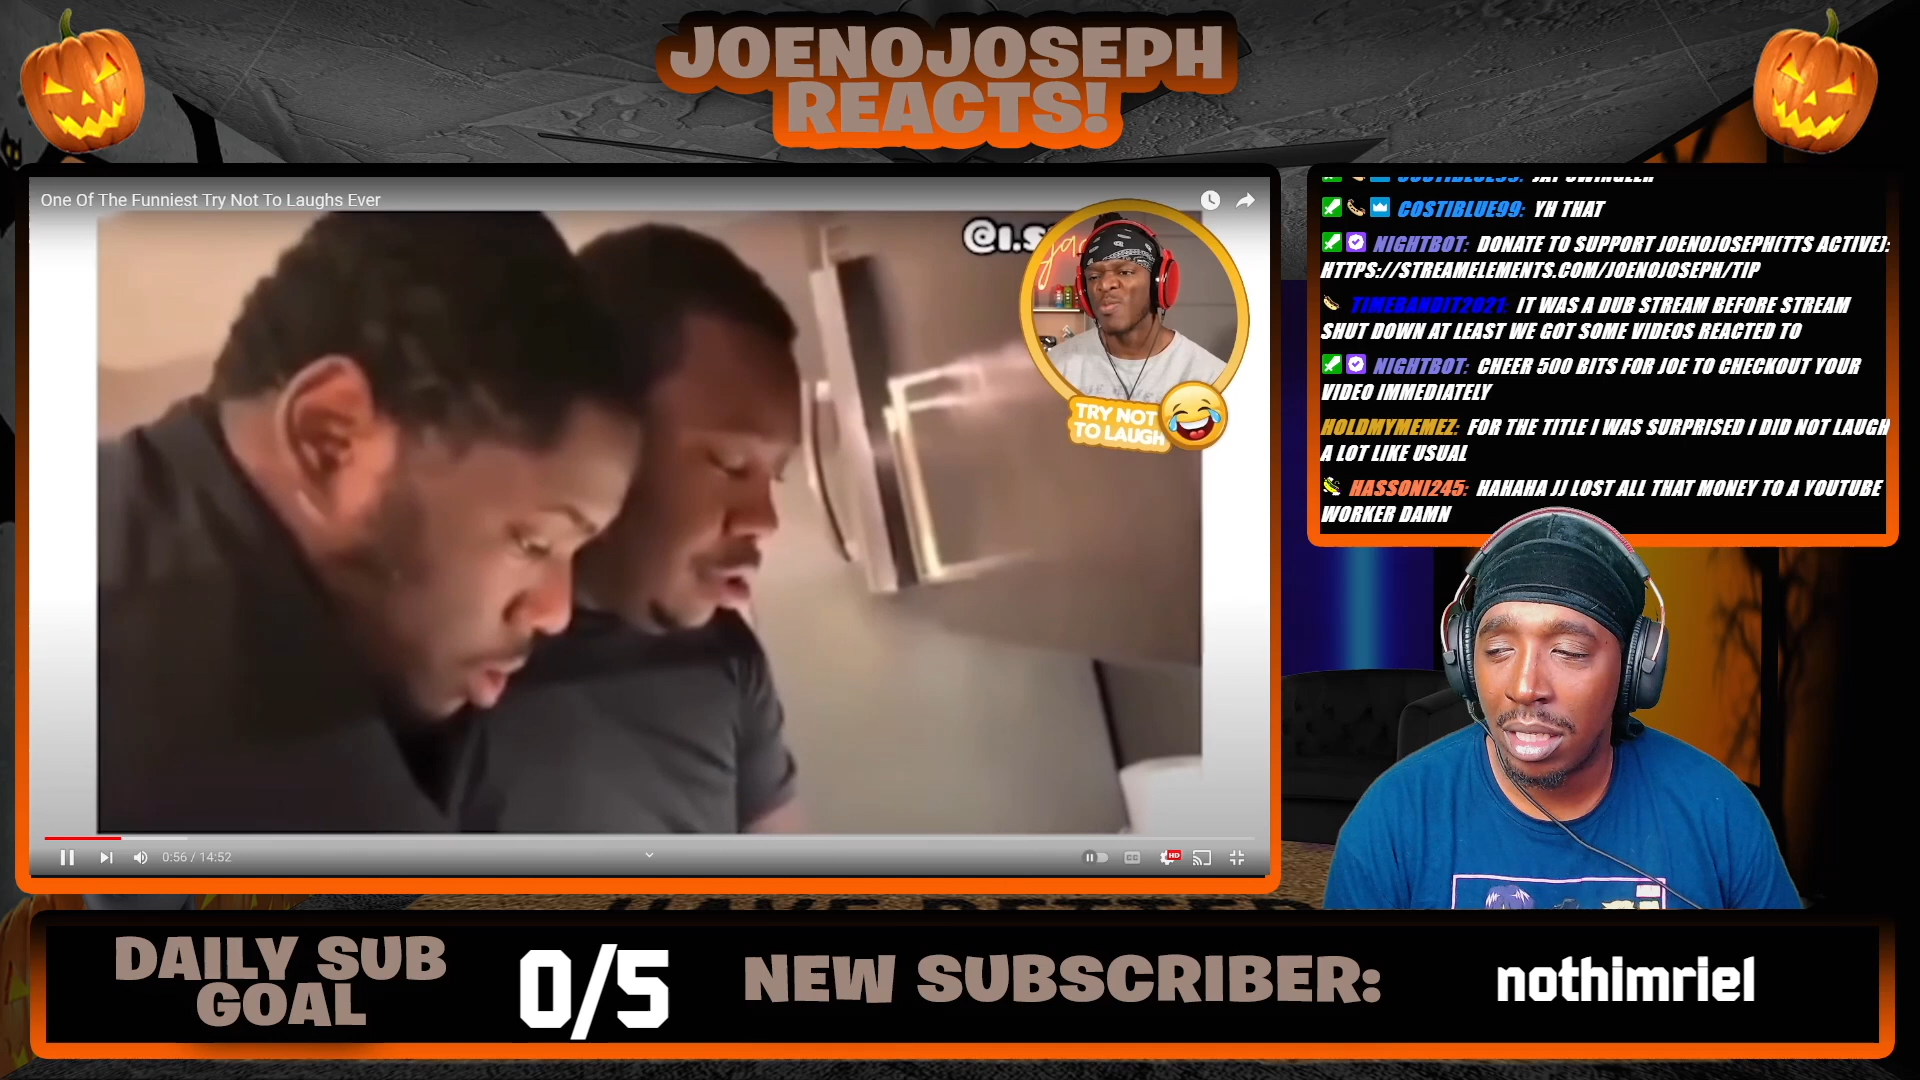 JOENOJOSEPH
REACTS!
One Of The Funniest Try Not To Laughs Ever
TRY NOT
TO LAUGH
0:56 / 14:52
CC
HD
COSTIBLUE99: YH THAT
NIGHTBOT: DONATE TO SUPPORT JOENOJOSEPH(TTS ACTIVE):
HTTPS://STREAMELEMENTS.COM/JOENOJOSEPH/TIP
TIMEBANDIT2021: IT WAS A DUB STREAM BEFORE STREAM
SHUT DOWN AT LEAST WE GOT SOME VIDEOS REACTED TO
NIGHTBOT: CHEER 500 BITS FOR JOE TO CHECKOUT YOUR
VIDEO IMMEDIATELY
HOLDMYMEMEZ: FOR THE TITLE I WAS SURPRISED I DID NOT LAUGH
A LOT LIKE USUAL
HASSONI245: HAHAHA JJ LOST ALL THAT MONEY TO A YOUTUBE
WORKER DAMN
DAILY SUB
GOAL
0/5
NEW SUBSCRIBER:
nothimriel